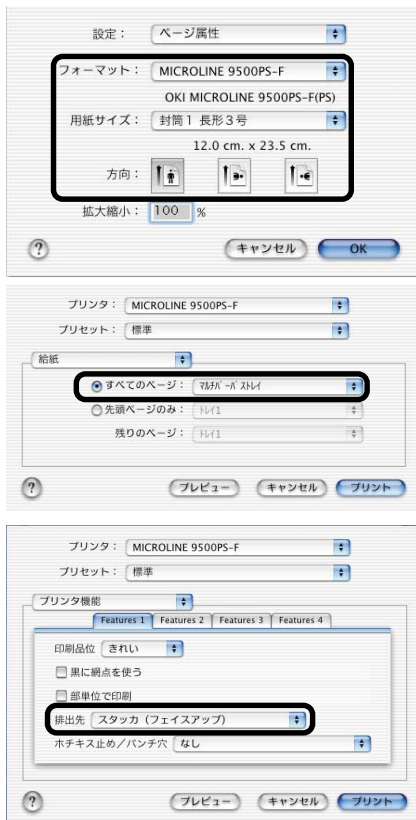 設定： ページ属性
フォーマット： MICROLINE 9500PS-F
OKI MICROLINE 9500PS-F(PS)
用紙サイズ： 封筒1 長形3号
12.0 cm. x 23.5 cm.
方向：
拡大縮小： 100 %
? キャンセル OK
プリンタ： MICROLINE 9500PS-F
プリセット： 標準
給紙
すべてのページ： ﾏﾙﾁﾊﾟｰﾊﾟｽﾄﾚｲ
先頭ページのみ： ﾄﾚｲ1
残りのページ： ﾄﾚｲ1
? プレビュー キャンセル プリント
プリンタ： MICROLINE 9500PS-F
プリセット： 標準
プリンタ機能
Features 1 Features 2 Features 3 Features 4
印刷品位 きれい
黒に網点を使う
部単位で印刷
排出先 スタッカ（フェイスアップ）
ホチキス止め／パンチ穴 なし
? プレビュー キャンセル プリント